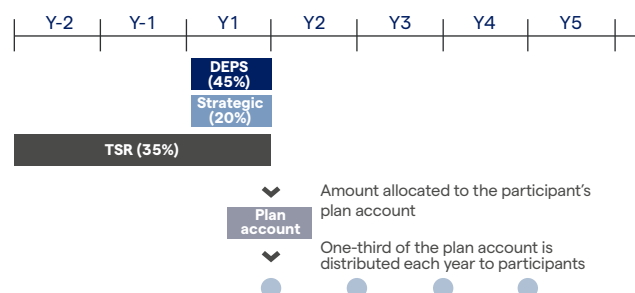 Y-2 Y-1 Y1 Y2 Y3 Y4 Y5
DEPS
(45%)
Strategic
(20%)
TSR (35%)
Amount allocated to the participant's
plan account
Plan
account
One-third of the plan account is
distributed each year to participants